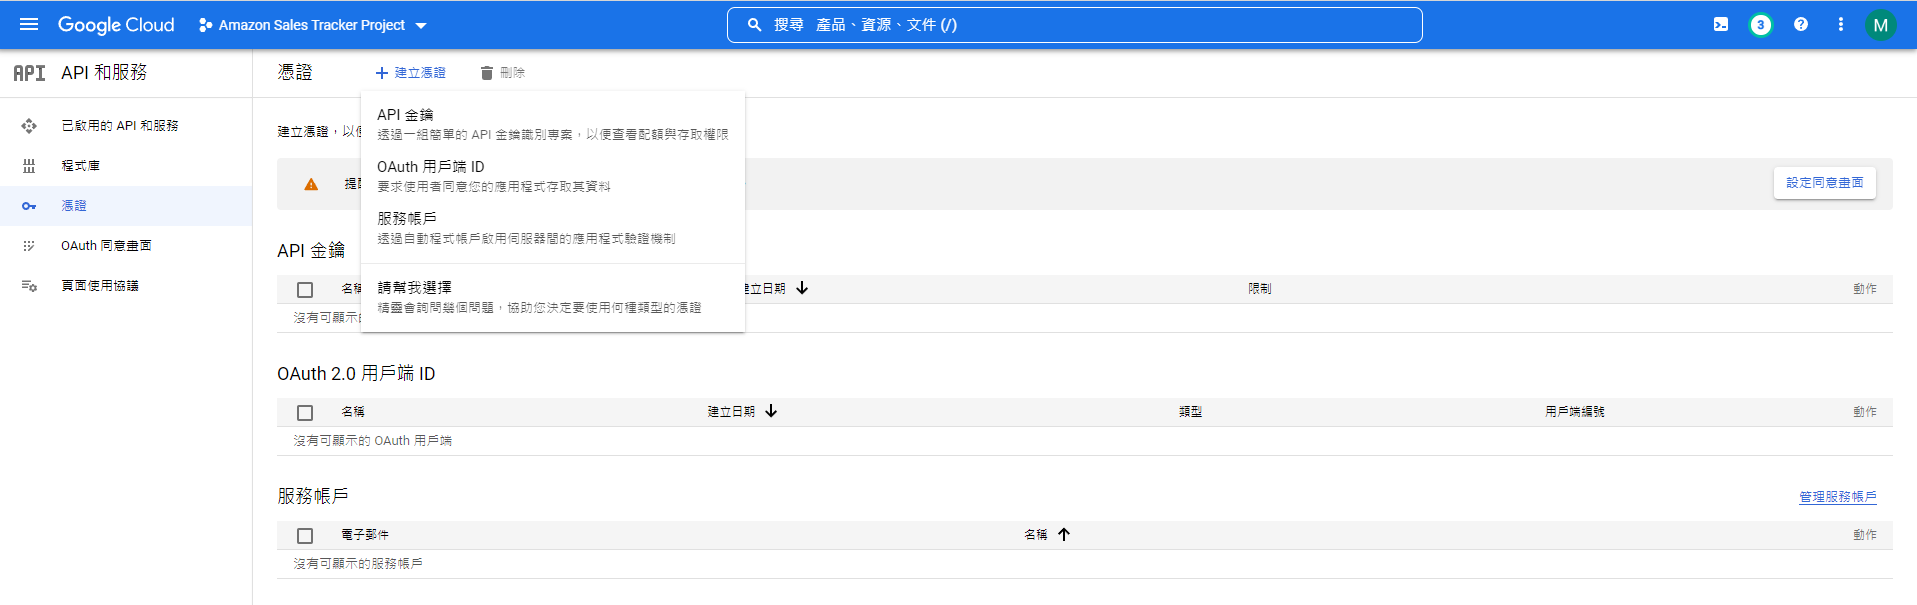 Google Cloud
Amazon Sales Tracker Project
搜尋 產品、資源、文件 (/)
3
M
API
API 和服務
憑證
建立憑證
刪除
已啟用的 API 和服務
程式庫
憑證
OAuth 同意畫面
頁面使用協議
建立憑證，以
API 金鑰
透過一組簡單的 API 金鑰識別專案，以便查看配額與存取權限
OAuth 用戶端 ID
要求使用者同意您的應用程式存取其資料
服務帳戶
透過自動程式帳戶啟用伺服器間的應用程式驗證機制
請幫我選擇
精靈會詢問幾個問題，協助您決定要使用何種類型的憑證
設定同意畫面
API 金鑰
名稱
建立日期
限制
動作
沒有可顯示的
OAuth 2.0 用戶端 ID
名稱
建立日期
類型
用戶端編號
動作
沒有可顯示的 OAuth 用戶端
服務帳戶
管理服務帳戶
電子郵件
名稱
動作
沒有可顯示的服務帳戶